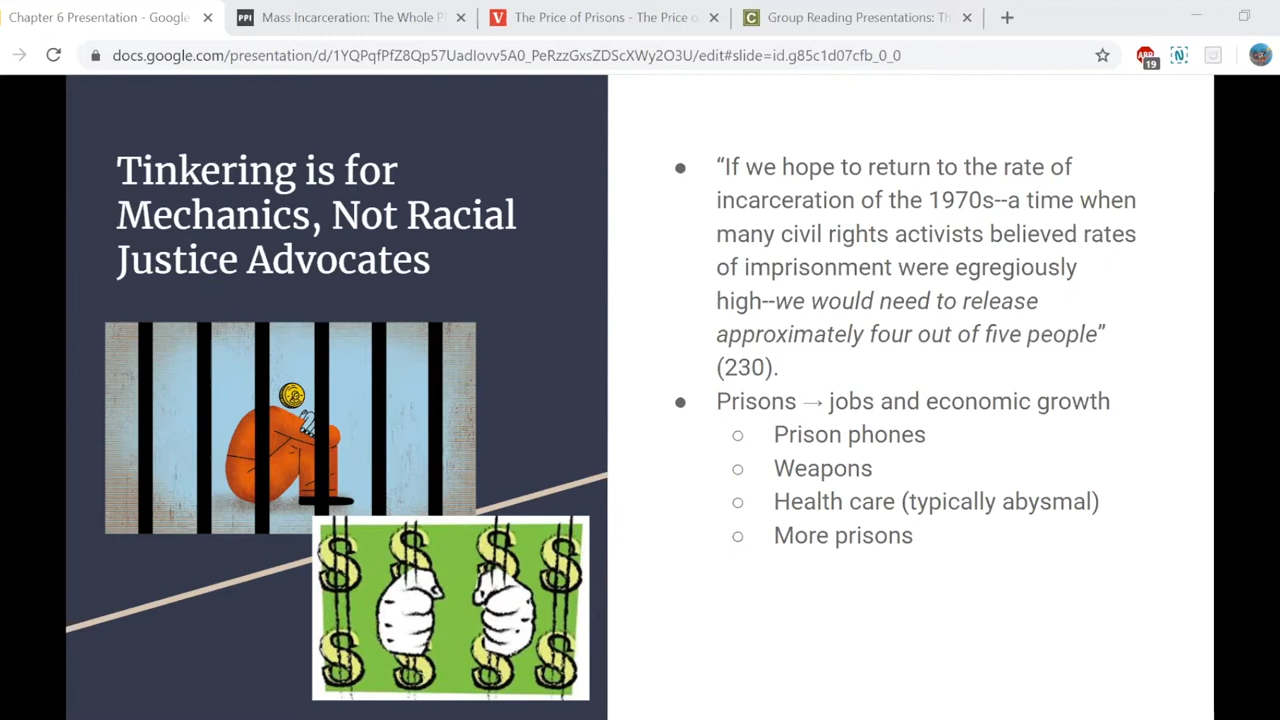 Chapter 6 Presentation - Google
PPI Mass Incarceration: The Whole P
V The Price of Prisons - The Price o
C Group Reading Presentations: Th
docs.google.com/presentation/d/1YQPqfPfZ8Qp57UadIovv5A0_PeRzzGxsZDScXWy2O3U/edit#slide=id.g85c1d07cfb_0_0
ABP
19
N
Tinkering is for
Mechanics, Not Racial
Justice Advocates
$ $ $ $
$ $ $ $
● “If we hope to return to the rate of
incarceration of the 1970s--a time when
many civil rights activists believed rates
of imprisonment were egregiously
high--we would need to release
approximately four out of five people”
(230).
● Prisons → jobs and economic growth
○ Prison phones
○ Weapons
○ Health care (typically abysmal)
○ More prisons